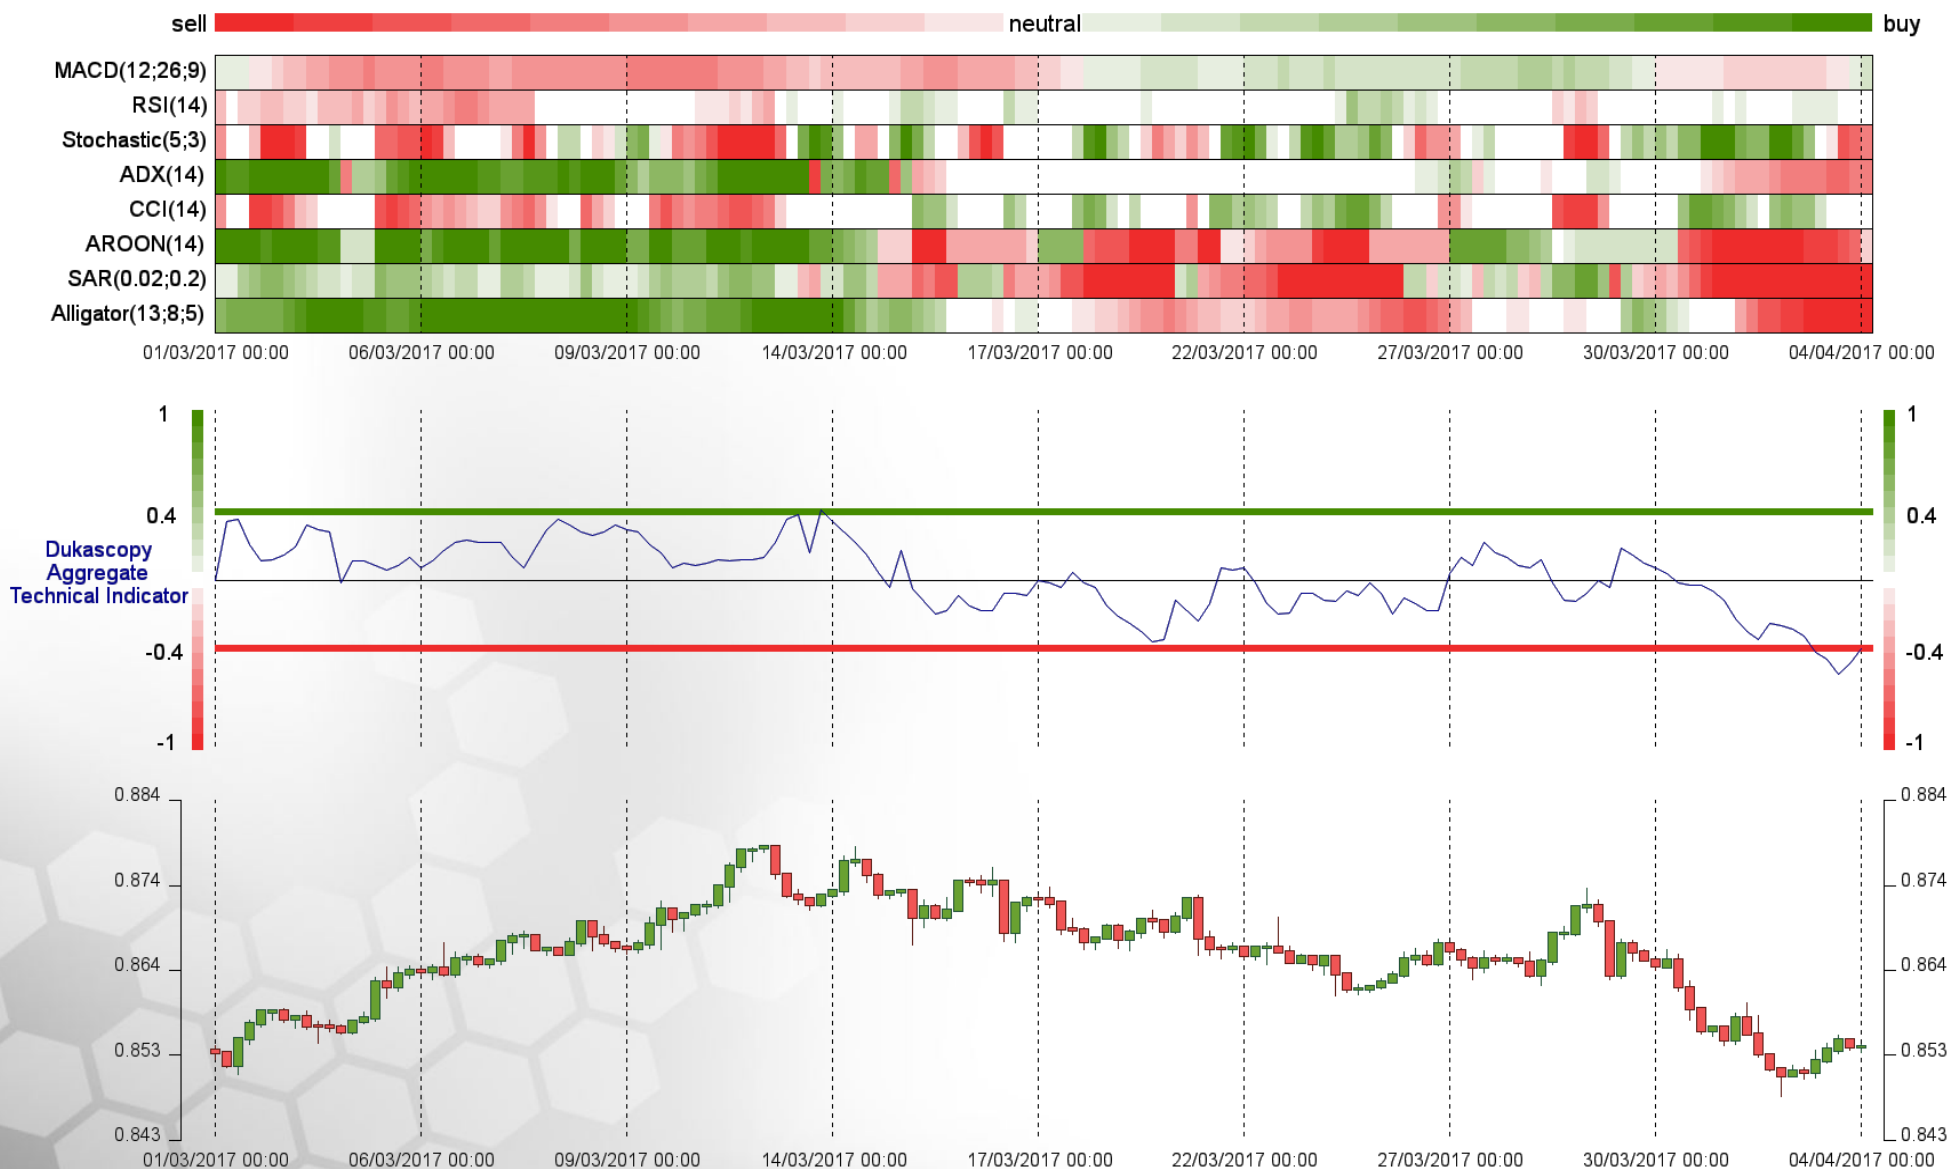 sell neutral buy
MACD(12;26;9)
RSI(14)
Stochastic(5;3)
ADX(14)
CCI(14)
AROON(14)
SAR(0.02;0.2)
Alligator(13;8;5)
01/03/2017 00:00 06/03/2017 00:00 09/03/2017 00:00 14/03/2017 00:00 17/03/2017 00:00 22/03/2017 00:00 27/03/2017 00:00 30/03/2017 00:00 04/04/2017 00:00
1 1
0.4 0.4
Dukascopy
Aggregate
Technical Indicator
-0.4 -0.4
-1 -1
0.884 0.884
0.874 0.874
0.864 0.864
0.853 0.853
0.843 0.843
01/03/2017 00:00 06/03/2017 00:00 09/03/2017 00:00 14/03/2017 00:00 17/03/2017 00:00 22/03/2017 00:00 27/03/2017 00:00 30/03/2017 00:00 04/04/2017 00:00